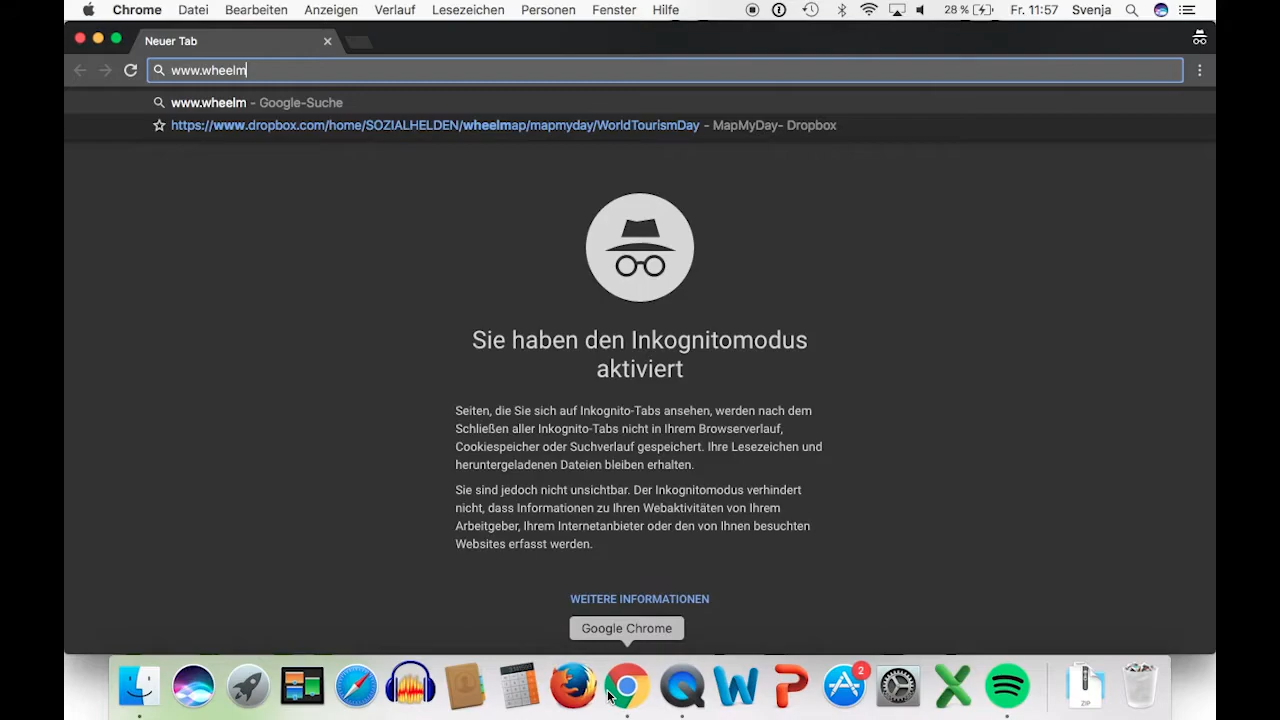 Chrome Datei Bearbeiten Anzeigen Verlauf Lesezeichen Personen Fenster Hilfe 28 % Fr. 11:57 Svenja
Neuer Tab
www.wheelm
www.wheelm - Google-Suche
https://www.dropbox.com/home/SOZIALHELDEN/wheelmap/mapmyday/WorldTourismDay - MapMyDay- Dropbox
Sie haben den Inkognitomodus
aktiviert
Seiten, die Sie sich auf Inkognito-Tabs ansehen, werden nach dem
Schließen aller Inkognito-Tabs nicht in Ihrem Browserverlauf,
Cookiespeicher oder Suchverlauf gespeichert. Ihre Lesezeichen und
heruntergeladenen Dateien bleiben erhalten.
Sie sind jedoch nicht unsichtbar. Der Inkognitomodus verhindert
nicht, dass Informationen zu Ihren Webaktivitäten von Ihrem
Arbeitgeber, Ihrem Internetanbieter oder den von Ihnen besuchten
Websites erfasst werden.
WEITERE INFORMATIONEN
Google Chrome
2
ZIP